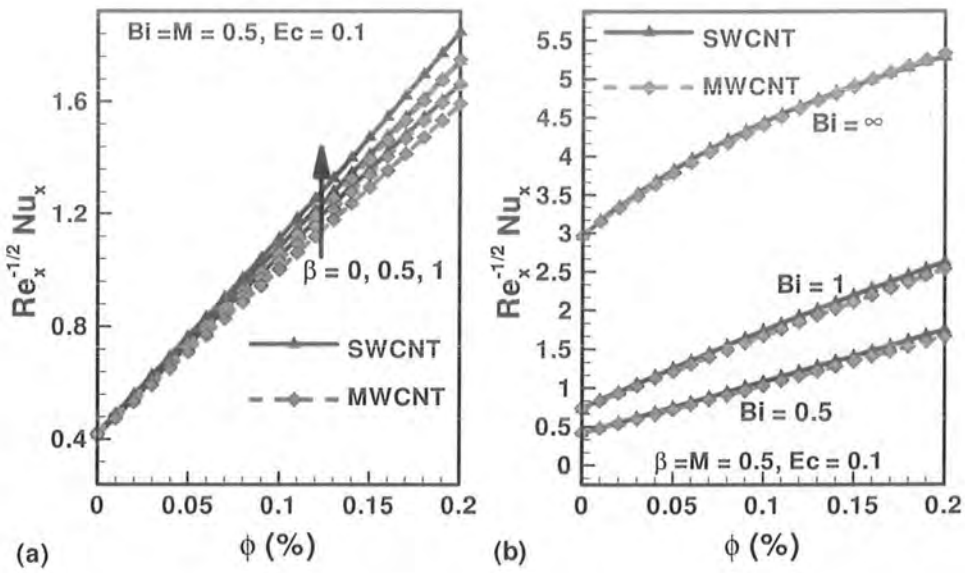 Bi =M = 0.5, Ec = 0.1
1.6
1.2
0.8
0.4
Re_x^{-1/2} Nu_x
β = 0, 0.5, 1
SWCNT
MWCNT
0 0.05 0.1 0.15 0.2
(a) ϕ (%)
SWCNT
MWCNT
Bi = ∞
Bi = 1
Bi = 0.5
5.5
5
4.5
4
3.5
3
2.5
2
1.5
1
0.5
0
Re_x^{-1/2} Nu_x
β =M = 0.5, Ec = 0.1
0 0.05 0.1 0.15 0.2
(b) ϕ (%)